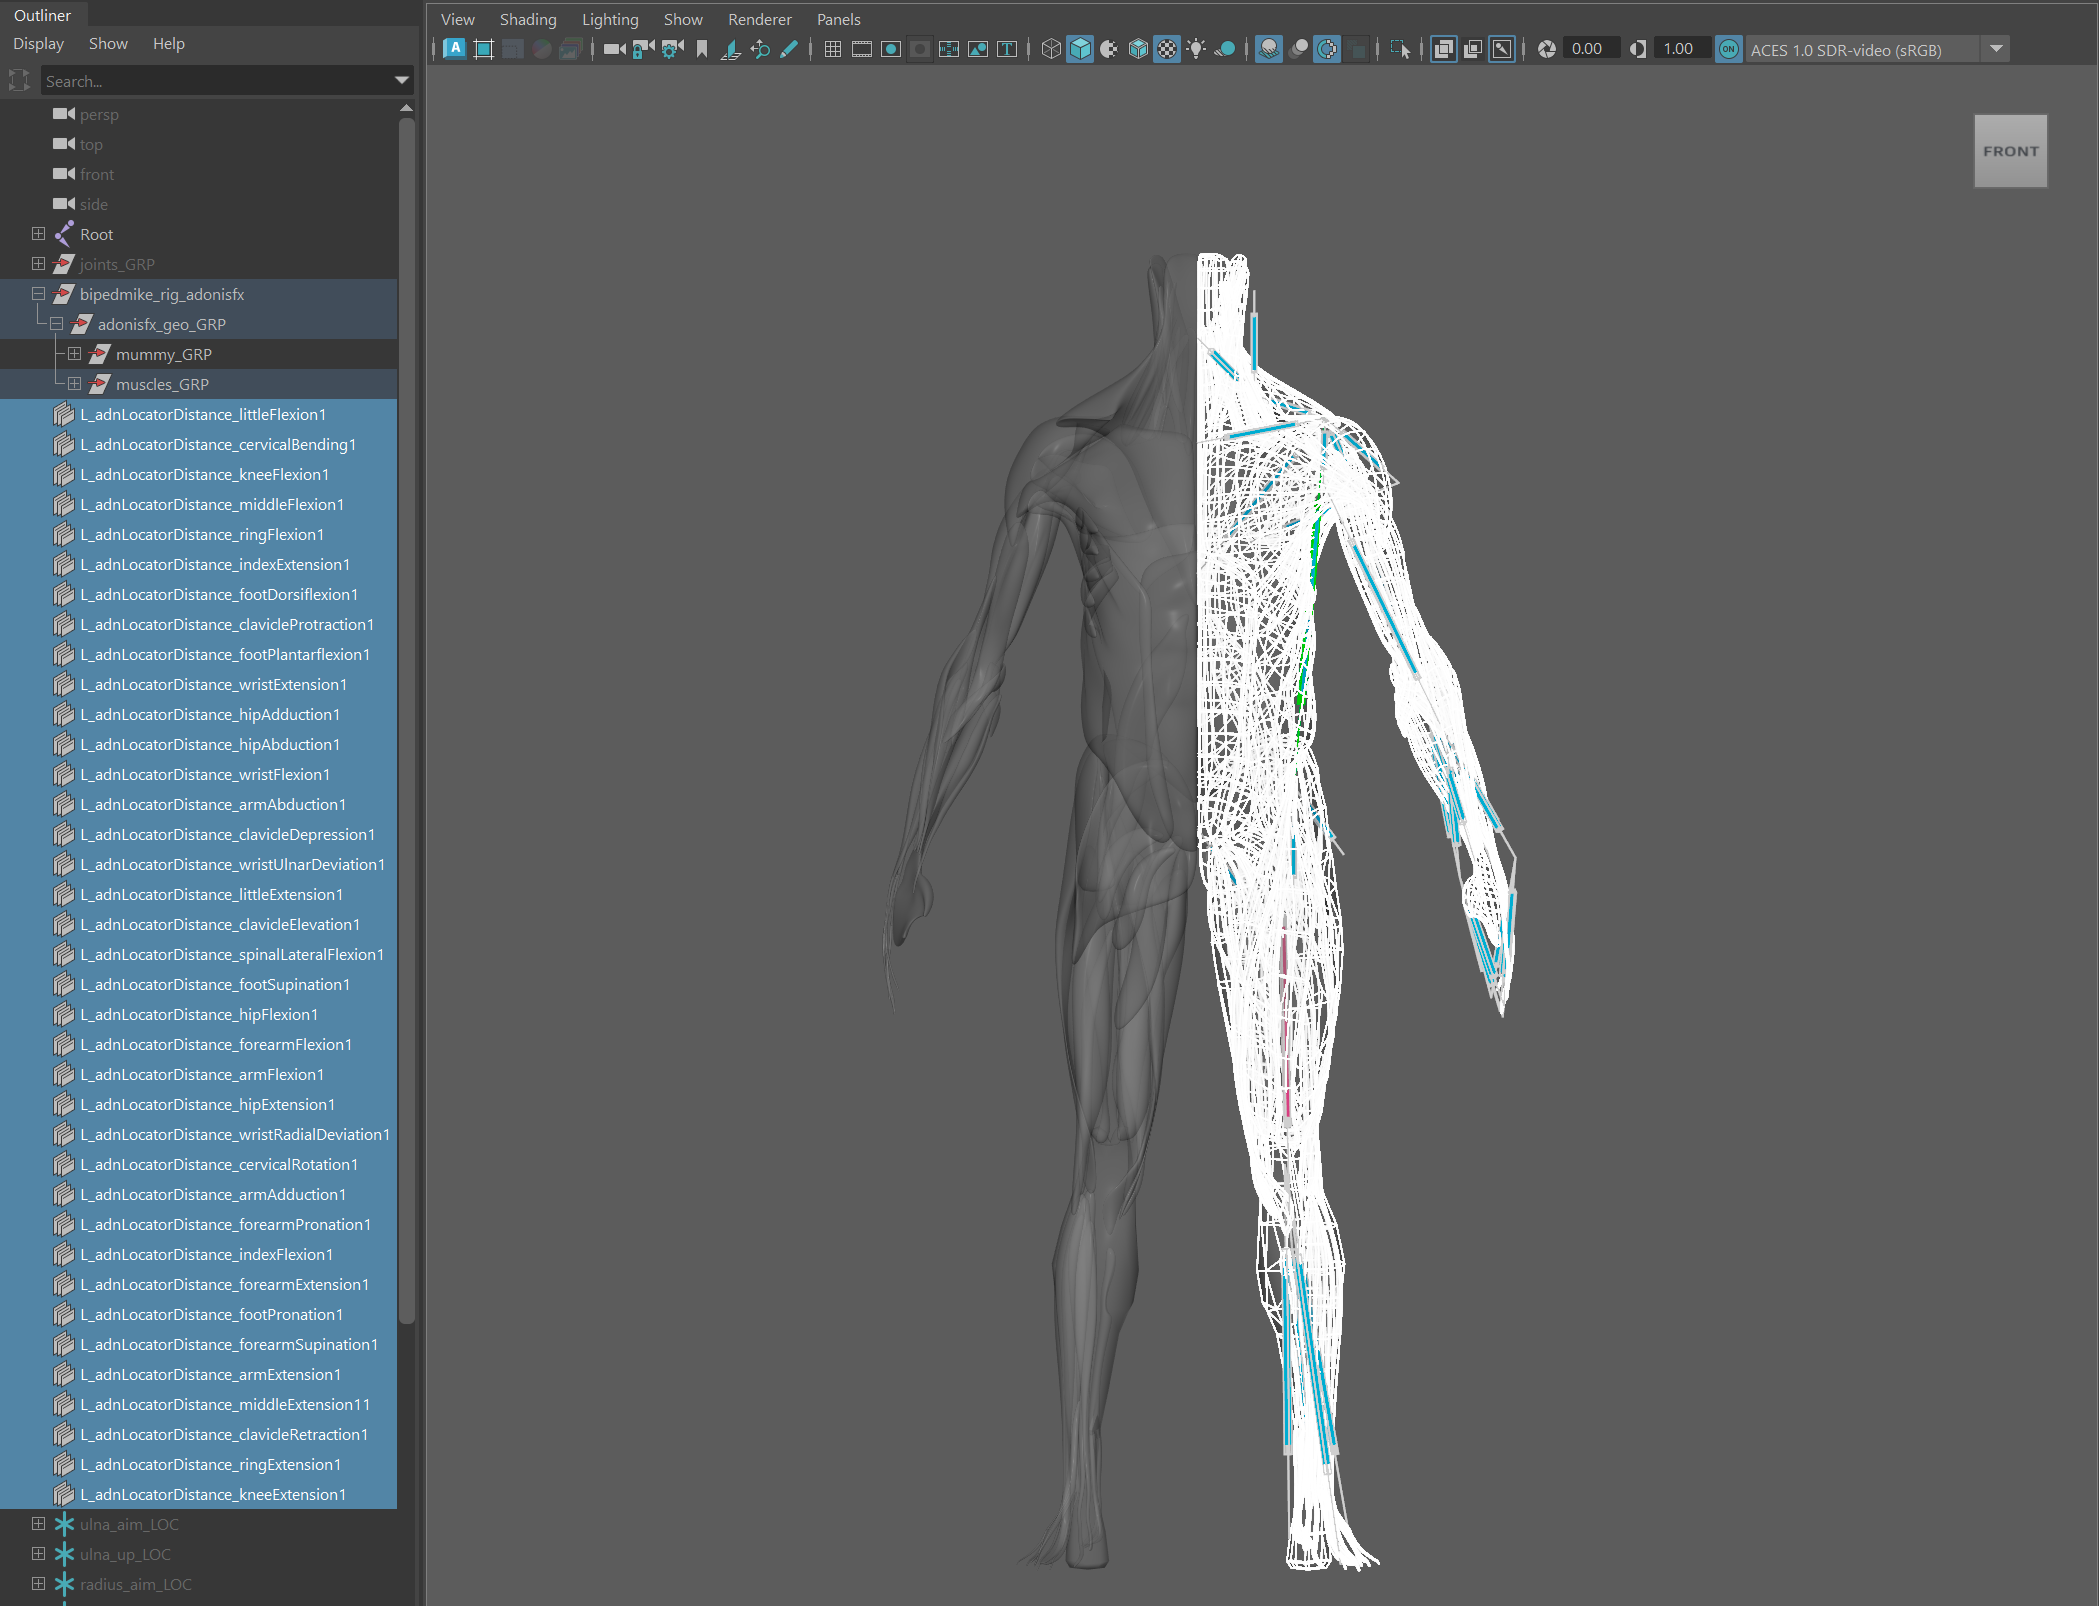 Outliner
Display Show Help
Search...
persp
top
front
side
Root
joints_GRP
bipedmike_rig_adonisfx
adonisfx_geo_GRP
mummy_GRP
muscles_GRP
L_adnLocatorDistance_littleFlexion1
L_adnLocatorDistance_cervicalBending1
L_adnLocatorDistance_kneeFlexion1
L_adnLocatorDistance_middleFlexion1
L_adnLocatorDistance_ringFlexion1
L_adnLocatorDistance_indexExtension1
L_adnLocatorDistance_footDorsiflexion1
L_adnLocatorDistance_clavicleProtraction1
L_adnLocatorDistance_footPlantarflexion1
L_adnLocatorDistance_wristExtension1
L_adnLocatorDistance_hipAdduction1
L_adnLocatorDistance_hipAbduction1
L_adnLocatorDistance_wristFlexion1
L_adnLocatorDistance_armAbduction1
L_adnLocatorDistance_clavicleDepression1
L_adnLocatorDistance_wristUlnarDeviation1
L_adnLocatorDistance_littleExtension1
L_adnLocatorDistance_clavicleElevation1
L_adnLocatorDistance_spinalLateralFlexion1
L_adnLocatorDistance_footSupination1
L_adnLocatorDistance_hipFlexion1
L_adnLocatorDistance_forearmFlexion1
L_adnLocatorDistance_armFlexion1
L_adnLocatorDistance_hipExtension1
L_adnLocatorDistance_wristRadialDeviation1
L_adnLocatorDistance_cervicalRotation1
L_adnLocatorDistance_armAdduction1
L_adnLocatorDistance_forearmPronation1
L_adnLocatorDistance_indexFlexion1
L_adnLocatorDistance_forearmExtension1
L_adnLocatorDistance_footPronation1
L_adnLocatorDistance_forearmSupination1
L_adnLocatorDistance_armExtension1
L_adnLocatorDistance_middleExtension11
L_adnLocatorDistance_clavicleRetraction1
L_adnLocatorDistance_ringExtension1
L_adnLocatorDistance_kneeExtension1
ulna_aim_LOC
ulna_up_LOC
radius_aim_LOC
View Shading Lighting Show Renderer Panels
A T 0.00 1.00 ON ACES 1.0 SDR-video (sRGB)
FRONT